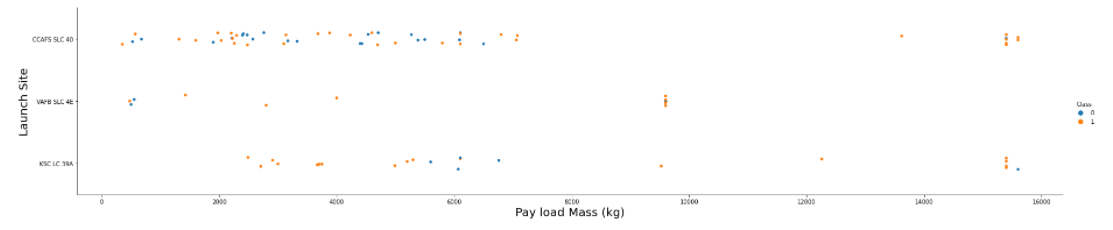 CCAFS SLC 40
VAFB SLC 4E
KSC LC 39A
Launch Site
0 2000 4000 6000 8000 10000 12000 14000 16000
Pay load Mass (kg)
Class
0
1